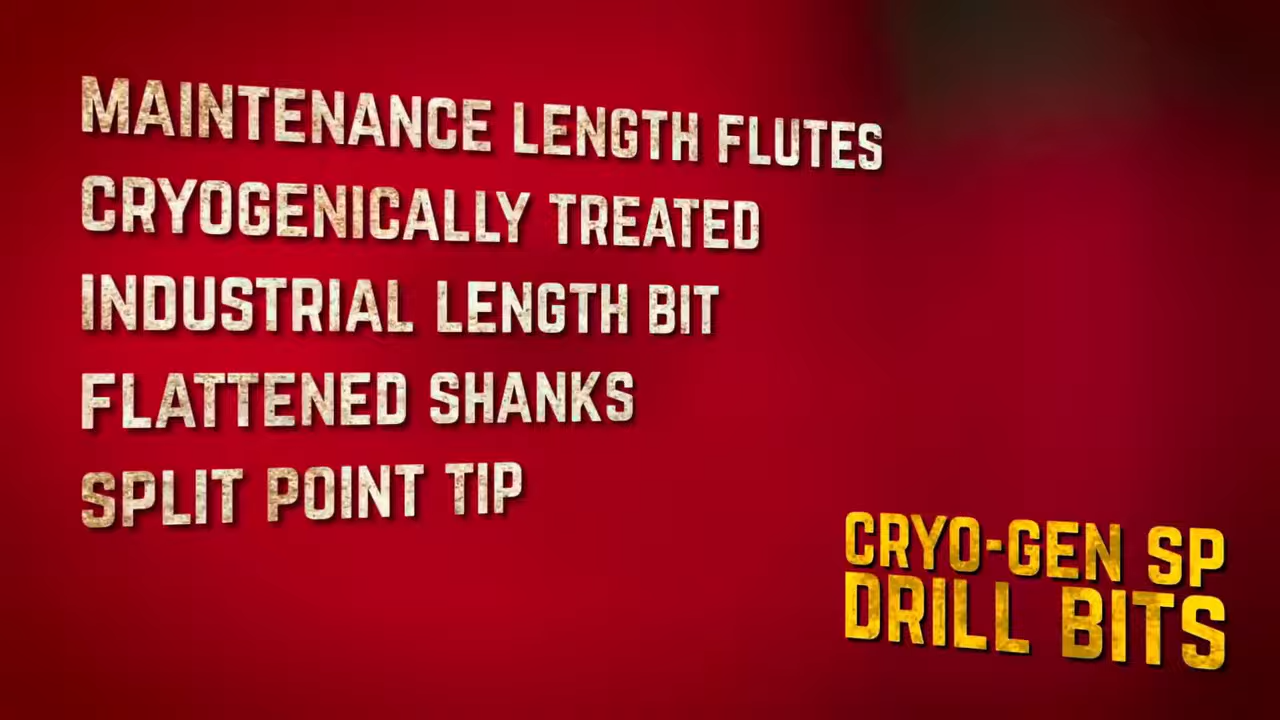 MAINTENANCE LENGTH FLUTES
CRYOGENICALLY TREATED
INDUSTRIAL LENGTH BIT
FLATTENED SHANKS
SPLIT POINT TIP
CRYO-GEN SP
DRILL BITS